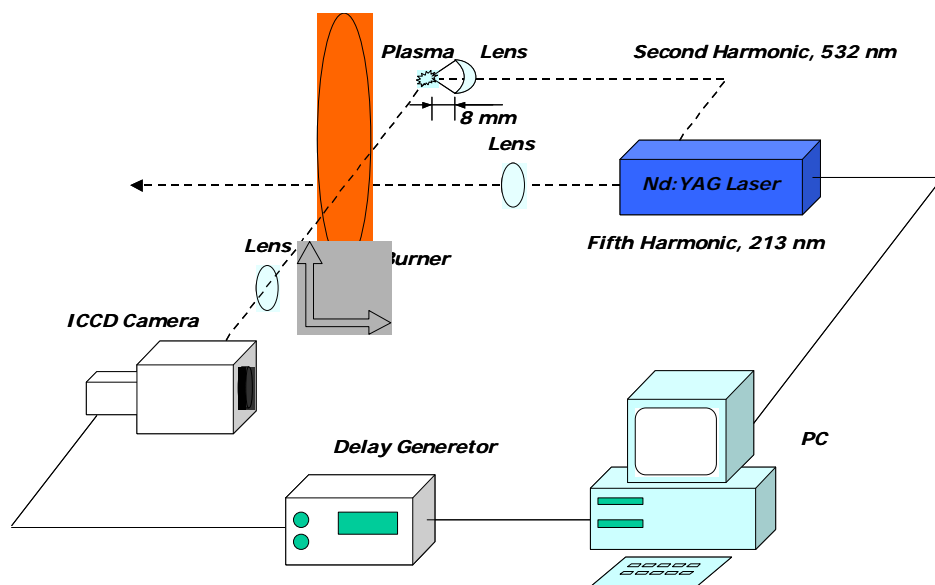 Plasma
Lens
Second Harmonic, 532 nm
8 mm
Lens
Nd:YAG Laser
Fifth Harmonic, 213 nm
Lens
Burner
ICCD Camera
Delay Generetor
PC